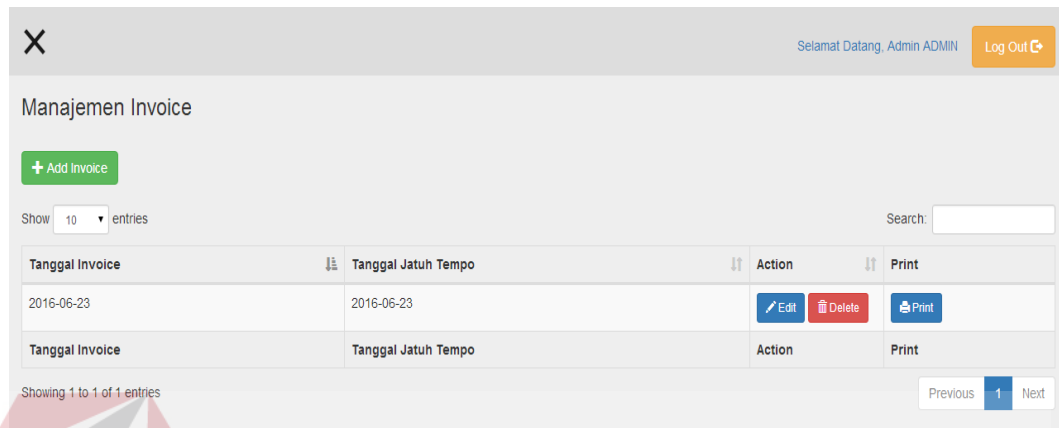 Selamat Datang, Admin ADMIN Log Out
Manajemen Invoice
Add Invoice
Show 10 entries Search:
Tanggal Invoice Tanggal Jatuh Tempo Action Print
2016-06-23 2016-06-23 Edit Delete Print
Tanggal Invoice Tanggal Jatuh Tempo Action Print
Showing 1 to 1 of 1 entries Previous 1 Next